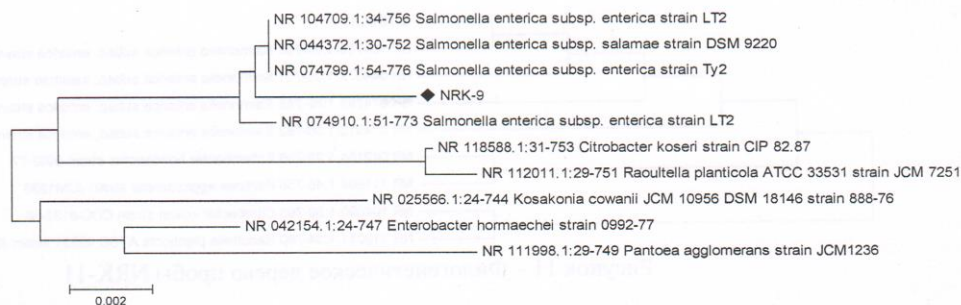 NR 104709.1:34-756 Salmonella enterica subsp. enterica strain LT2
NR 044372.1:30-752 Salmonella enterica subsp. salamae strain DSM 9220
NR 074799.1:54-776 Salmonella enterica subsp. enterica strain Ty2
NRK-9
NR 074910.1:51-773 Salmonella enterica subsp. enterica strain LT2
NR 118588.1:31-753 Citrobacter koseri strain CIP 82.87
NR 112011.1:29-751 Raoultella planticola ATCC 33531 strain JCM 7251
NR 025566.1:24-744 Kosakonia cowanii JCM 10956 DSM 18146 strain 888-76
NR 042154.1:24-747 Enterobacter hormaechei strain 0992-77
NR 111998.1:29-749 Pantoea agglomerans strain JCM1236
0.002